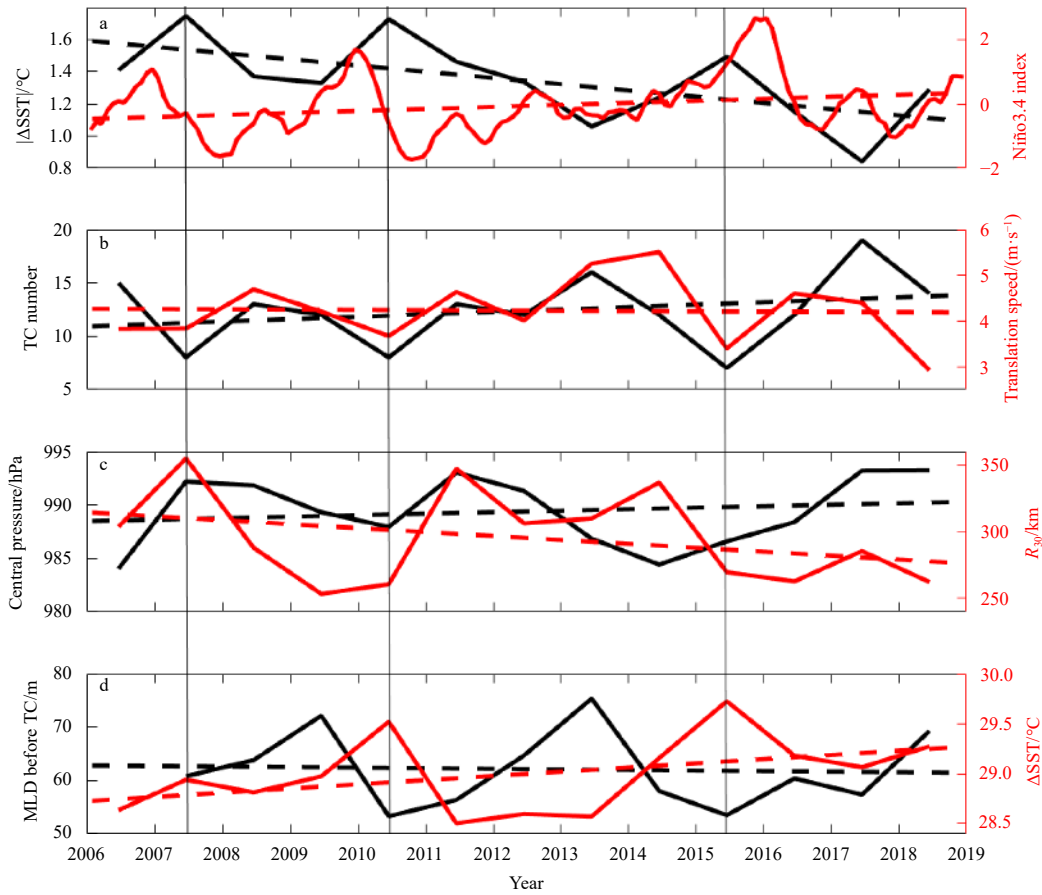 a
1.6
1.4
1.2
1.0
0.8
|ΔSST|/°C
2
0
−2
Niño3.4 index
b
20
15
10
5
TC number
6
5
4
3
Translation speed/(m·s⁻¹)
c
995
990
985
980
Central pressure/hPa
350
300
250
R₃₀/km
d
80
70
60
50
MLD before TC/m
30.0
29.5
29.0
28.5
ΔSST/°C
2006 2007 2008 2009 2010 2011 2012 2013 2014 2015 2016 2017 2018 2019
Year